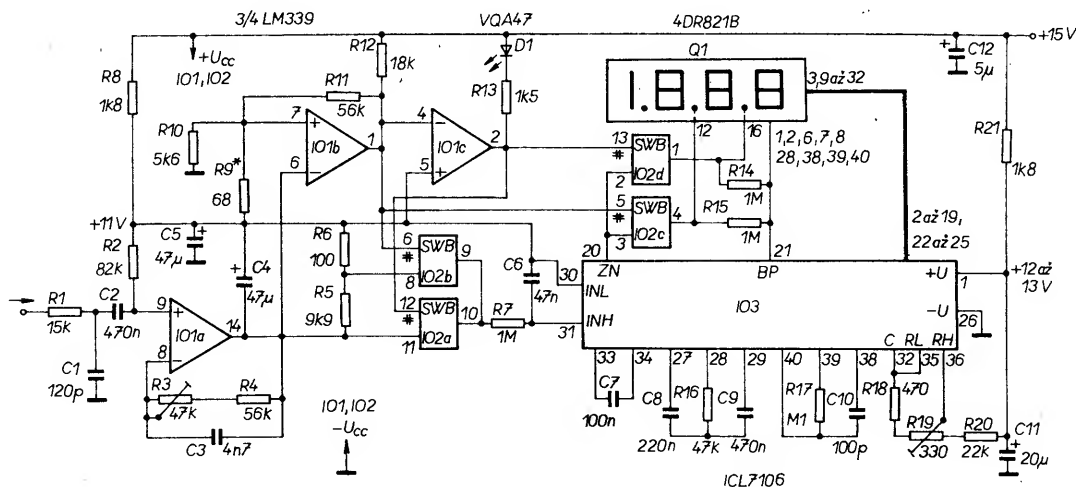 3/4 LM339
VQA47
4DR821B
+15V
+Ucc
IO1,IO2
R12
18k
D1
Q1
C12
5µ
R8
1k8
R11
56k
R13
1k5
1.8.8.8
3,9 až 32
R10
5k6
7
6
IO1b
1
4
5
IO1c
2
12
16
1,2,6,7,8
28,38,39,40
R21
1k8
R9*
68
13
#
2
SWB
IO2d
1
R14
1M
+11V
5
#
3
SWB
IO2c
4
R15
1M
2 až 19,
22 až 25
R2
82k
C5
47µ
C4
47µ
R6
100
6
#
8
SWB
IO2b
9
C6
47n
20
ZN
BP
21
30
INL
IO3
+U
1
+12 až
13V
R1
15k
C2
470n
9
8
IO1a
14
R5
9k9
12
#
11
SWB
IO2a
10
R7
1M
31
INH
-U
26
C RL RH
C1
120p
R3
47k
R4
56k
33
34
27
28
29
40
39
38
32
35
36
C7
100n
C8
220n
R16
47k
C9
470n
R17
M1
C10
100p
R18
470
R19
330
R20
22k
C11
20µ
C3
4n7
IO1,IO2
-Ucc
ICL7106